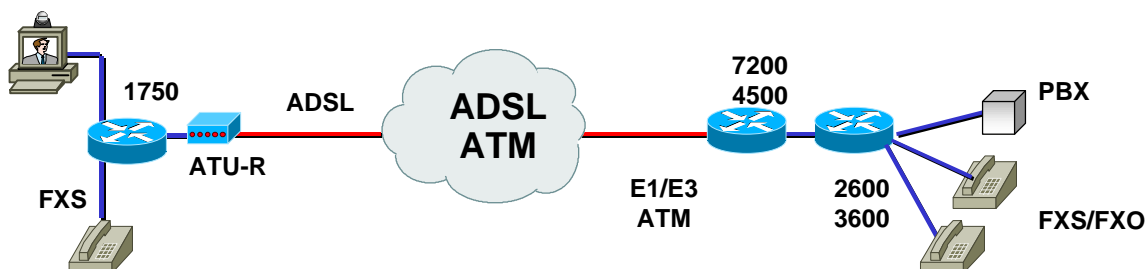 1750
ADSL
ATU-R
FXS
ADSL
ATM
7200
4500
PBX
E1/E3
ATM
2600
3600
FXS/FXO